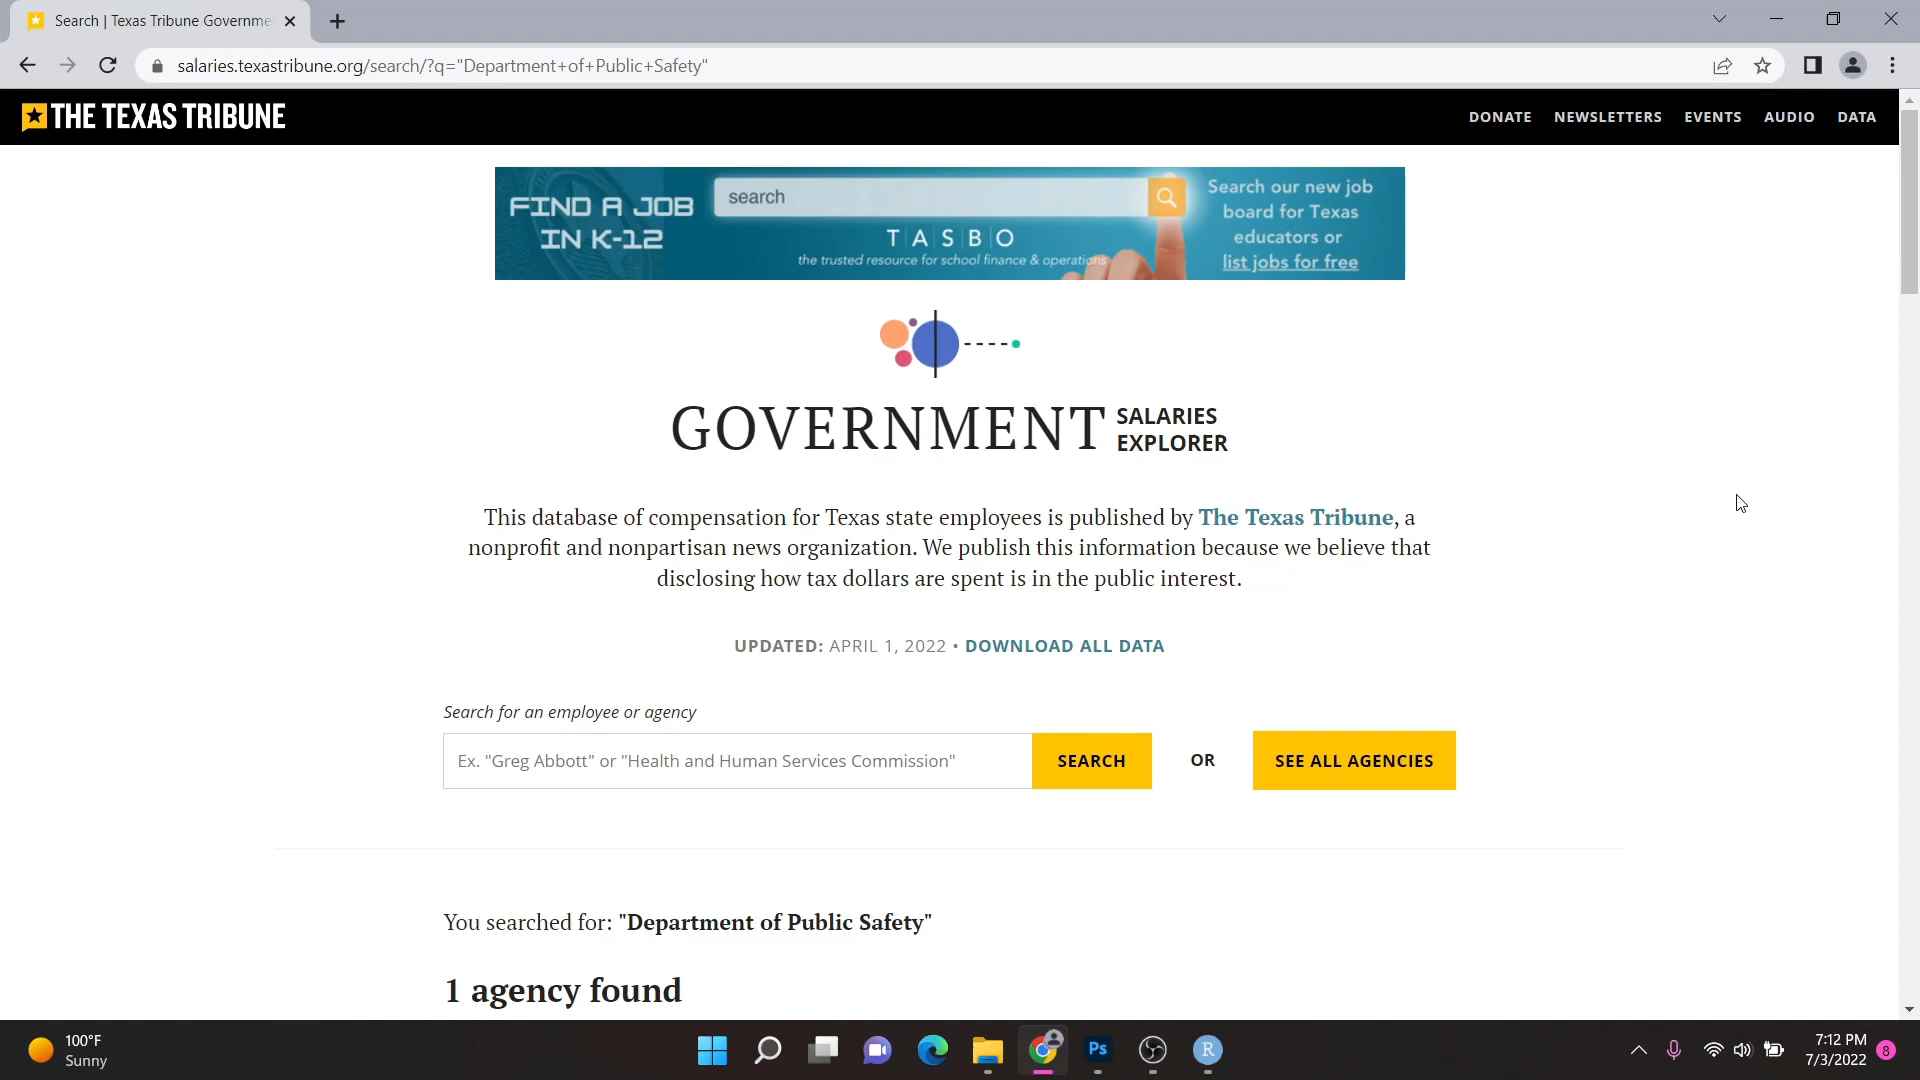 Search | Texas Tribune Governme
salaries.texastribune.org/search/?q="Department+of+Public+Safety"
THE TEXAS TRIBUNE
DONATE NEWSLETTERS EVENTS AUDIO DATA
FIND A JOB
IN K-12
search
TASBO
the trusted resource for school finance & operations
Search our new job
board for Texas
educators or
list jobs for free
GOVERNMENT SALARIES
EXPLORER
This database of compensation for Texas state employees is published by The Texas Tribune, a
nonprofit and nonpartisan news organization. We publish this information because we believe that
disclosing how tax dollars are spent is in the public interest.
UPDATED: APRIL 1, 2022 • DOWNLOAD ALL DATA
Search for an employee or agency
Ex. "Greg Abbott" or "Health and Human Services Commission"
SEARCH
OR
SEE ALL AGENCIES
You searched for: "Department of Public Safety"
1 agency found
100°F
Sunny
Ps
R
7:12 PM
7/3/2022
8